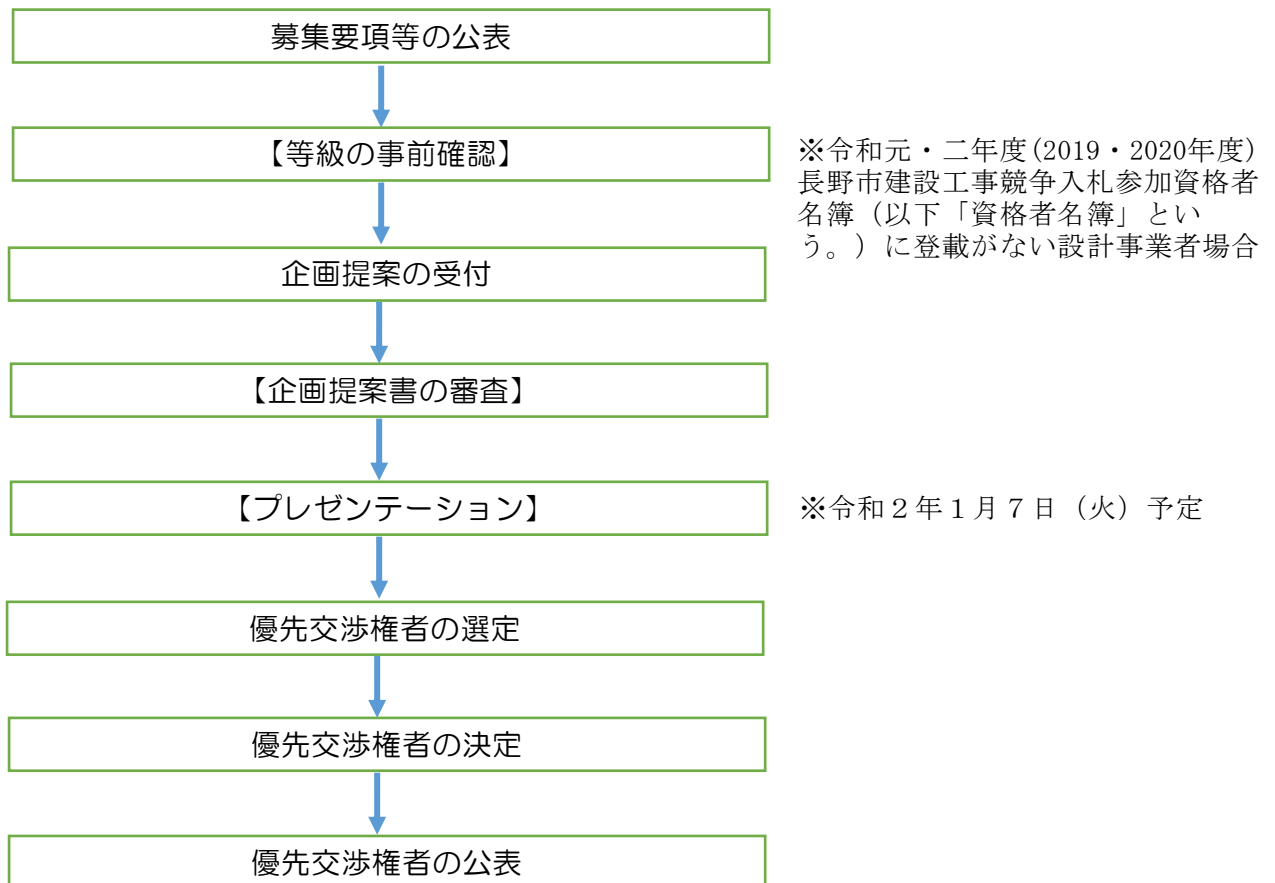 募集要項等の公表
【等級の事前確認】
※令和元・二年度(2019・2020年度)
長野市建設工事競争入札参加資格者
名簿（以下「資格者名簿」とい
う。）に登載がない設計事業者場合
企画提案の受付
【企画提案書の審査】
【プレゼンテーション】
※令和２年１月７日（火）予定
優先交渉権者の選定
優先交渉権者の決定
優先交渉権者の公表